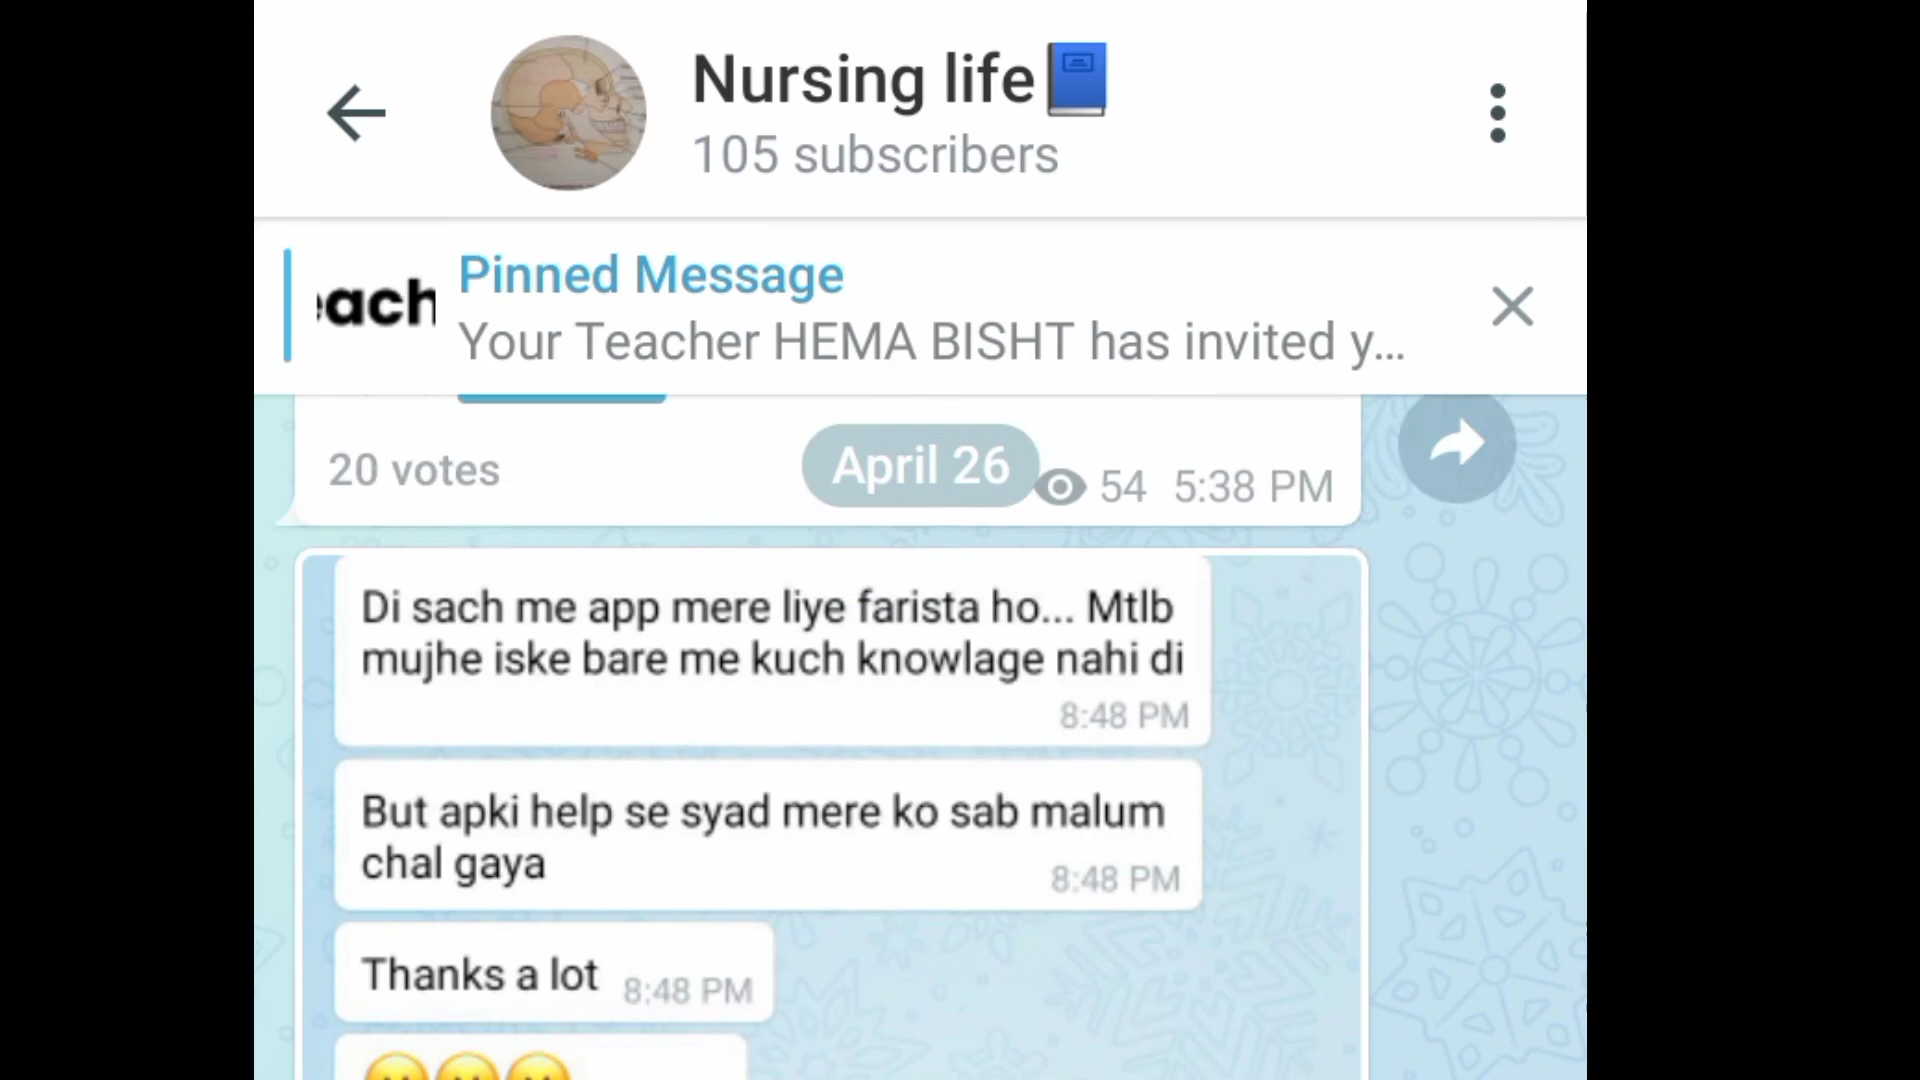 Nursing life
105 subscribers
each
Pinned Message
Your Teacher HEMA BISHT has invited y...
20 votes
April 26
54 5:38 PM
Di sach me app mere liye farista ho... Mtlb
mujhe iske bare me kuch knowlage nahi di
8:48 PM
But apki help se syad mere ko sab malum
chal gaya
8:48 PM
Thanks a lot 8:48 PM